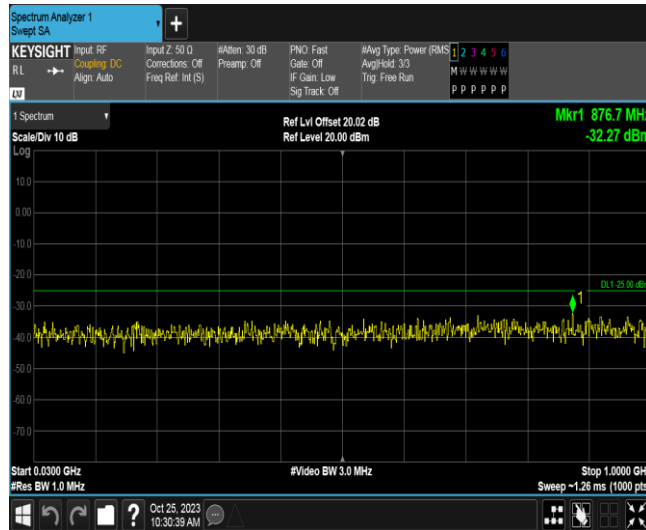 Spectrum Analyzer 1
Swept SA
+
KEYSIGHT
RL
LXI
Input: RF
Coupling: DC
Align: Auto
Input Z: 50 Ω
Corrections: Off
Freq Ref: Int (S)
#Atten: 30 dB
Preamp: Off
PNO: Fast
Gate: Off
IF Gain: Low
Sig Track: Off
#Avg Type: Power (RMS
Avg|Hold: 3/3
Trig: Free Run
1 2 3 4 5 6
M W W W W W
P P P P P P
1 Spectrum
Scale/Div 10 dB
Log
Ref Lvl Offset 20.02 dB
Ref Level 20.00 dBm
Mkr1 876.7 MHz
-32.27 dBm
10.0
0.00
-10.0
-20.0
DL1 -25.00 dBm
1
-30.0
-40.0
-50.0
-60.0
-70.0
Start 0.0300 GHz
#Res BW 1.0 MHz
#Video BW 3.0 MHz
Stop 1.0000 GH
Sweep ~1.26 ms (1000 pts
?
Oct 25, 2023
10:30:39 AM